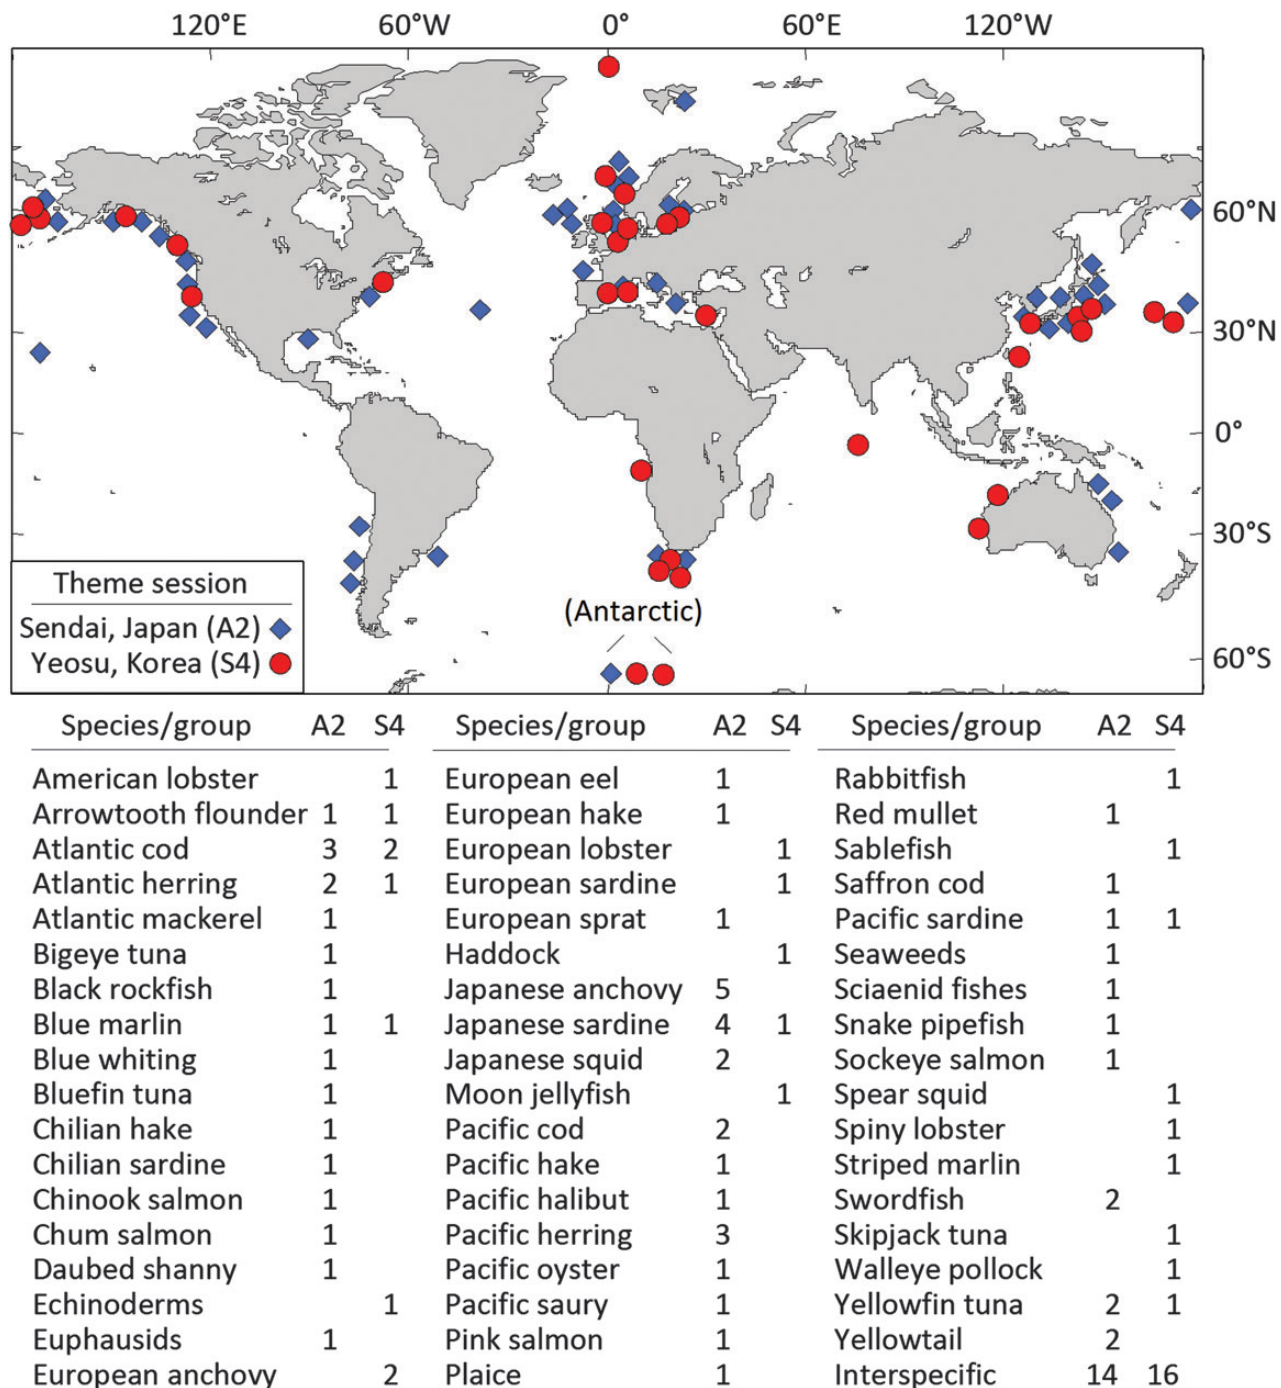 120°E 60°W 0° 60°E 120°W
60°N
30°N
0°
30°S
60°S
Theme session
Sendai, Japan (A2)
Yeosu, Korea (S4)
(Antarctic)
Species/group A2 S4 Species/group A2 S4 Species/group A2 S4
American lobster 1 European eel 1 Rabbitfish 1
Arrowtooth flounder 1 1 European hake 1 Red mullet 1
Atlantic cod 3 2 European lobster 1 Sablefish 1
Atlantic herring 2 1 European sardine 1 Saffron cod 1
Atlantic mackerel 1 European sprat 1 Pacific sardine 1 1
Bigeye tuna 1 Haddock 1 Seaweeds 1
Black rockfish 1 Japanese anchovy 5 Sciaenid fishes 1
Blue marlin 1 1 Japanese sardine 4 1 Snake pipefish 1
Blue whiting 1 Japanese squid 2 Sockeye salmon 1
Bluefin tuna 1 Moon jellyfish 1 Spear squid 1
Chilian hake 1 Pacific cod 2 Spiny lobster 1
Chilian sardine 1 Pacific hake 1 Striped marlin 1
Chinook salmon 1 Pacific halibut 1 Swordfish 2
Chum salmon 1 Pacific herring 3 Skipjack tuna 1
Daubed shanny 1 Pacific oyster 1 Walleye pollock 1
Echinoderms 1 Pacific saury 1 Yellowfin tuna 2 1
Euphausids 1 Pink salmon 1 Yellowtail 2
European anchovy 2 Plaice 1 Interspecific 14 16